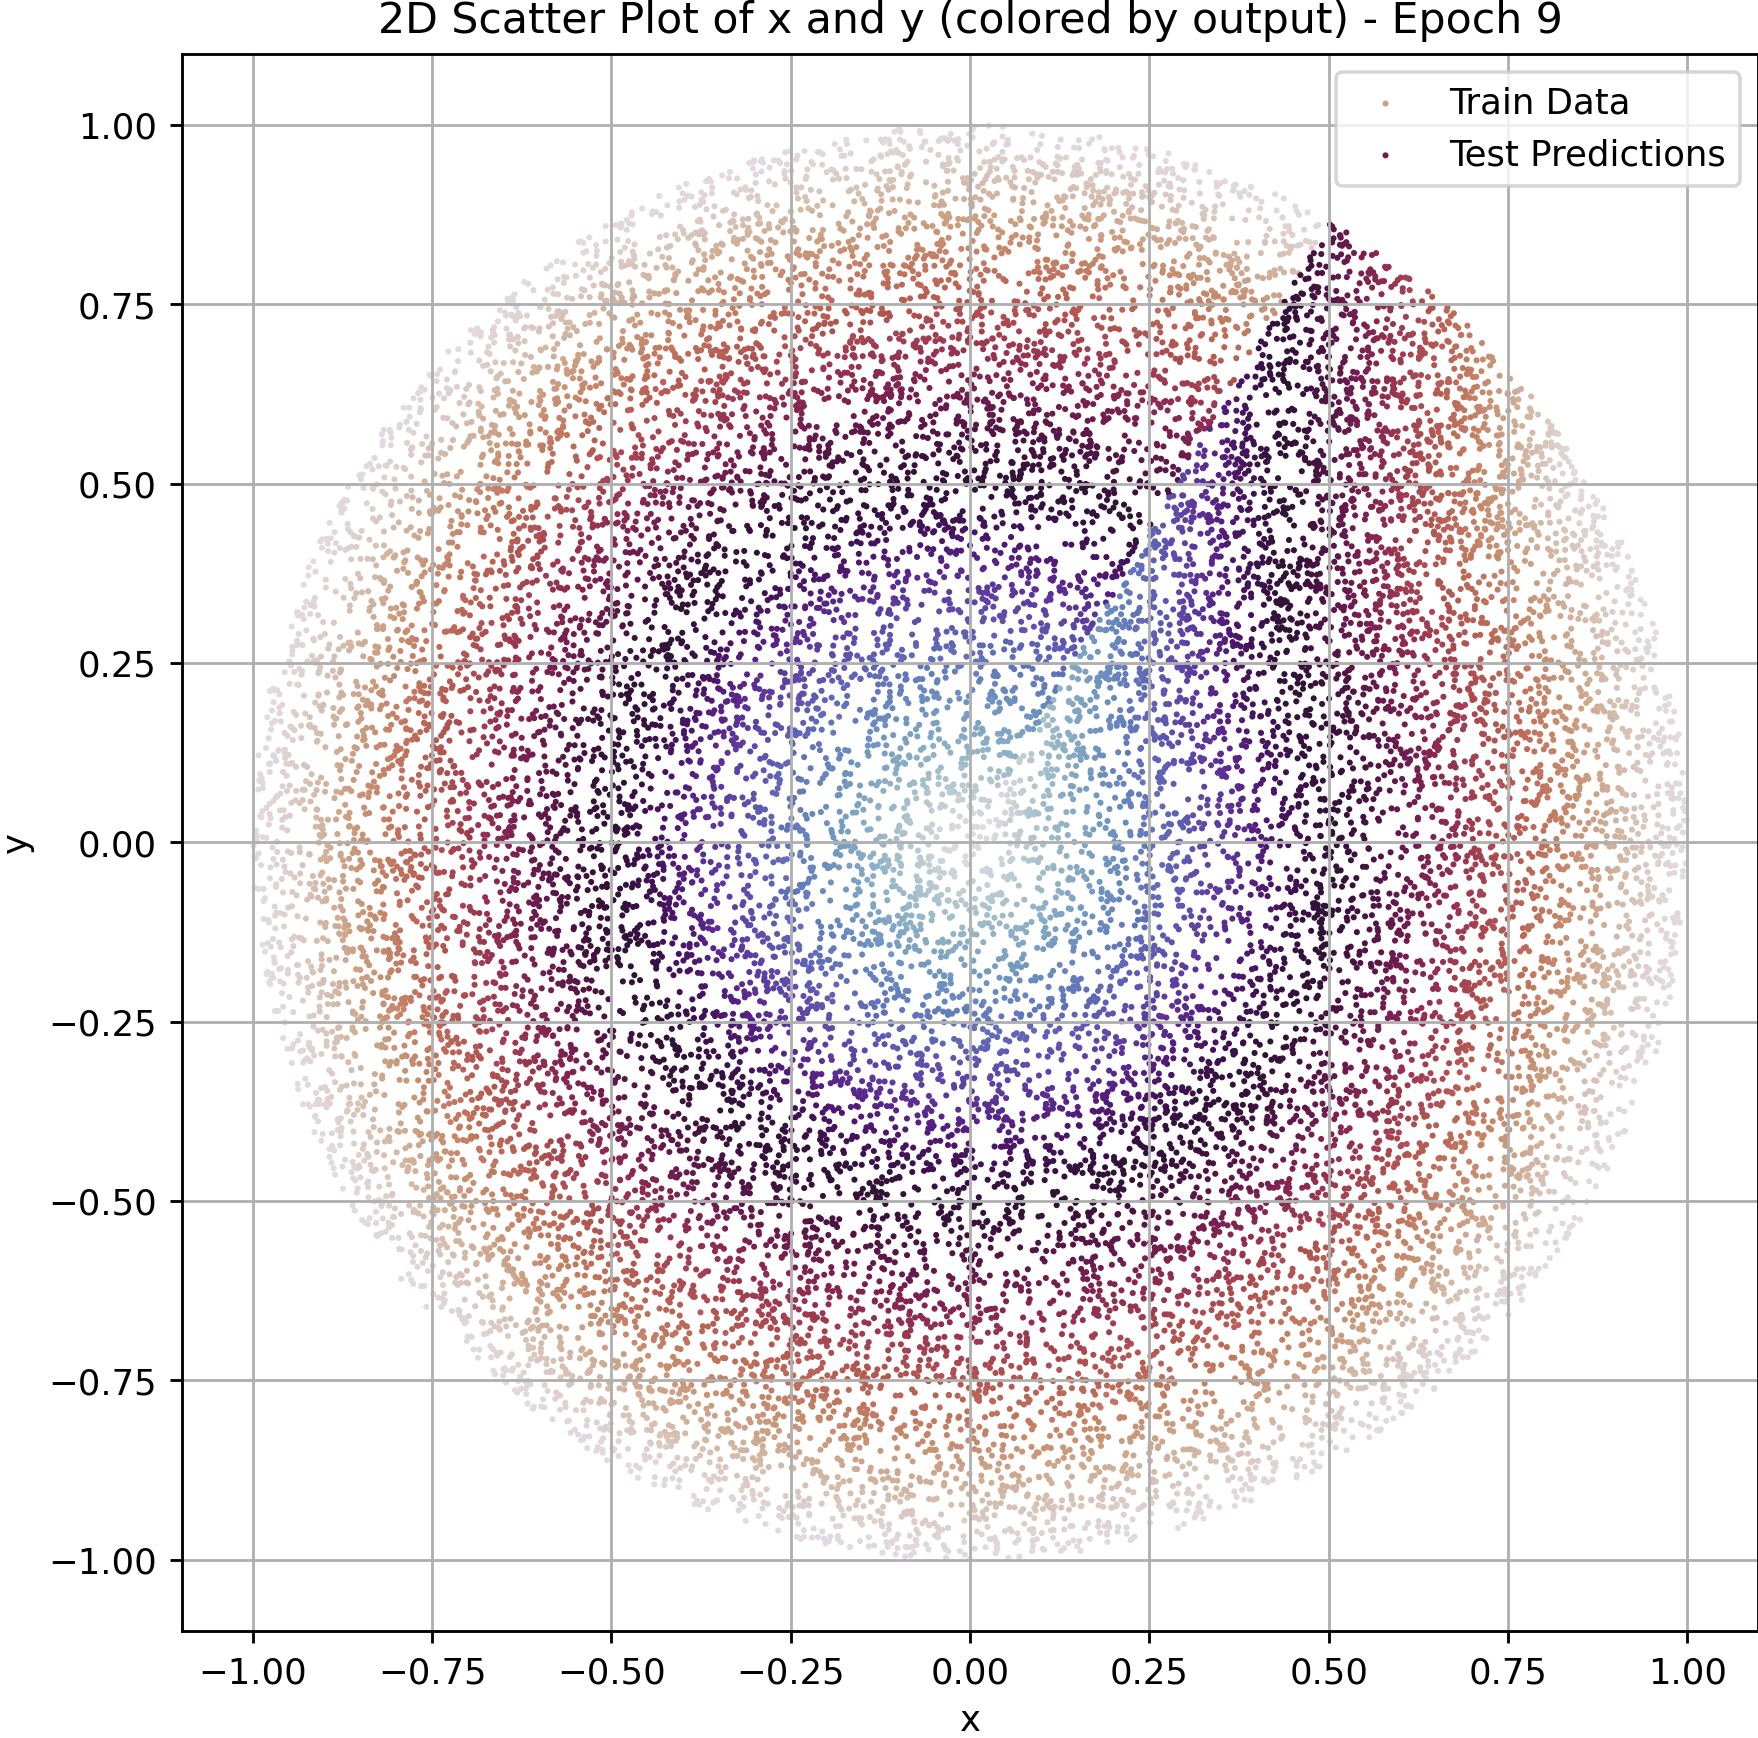 2D Scatter Plot of x and y (colored by output) - Epoch 9
Train Data
Test Predictions
1.00
0.75
0.50
0.25
0.00
−0.25
−0.50
−0.75
−1.00
y
−1.00 −0.75 −0.50 −0.25 0.00 0.25 0.50 0.75 1.00
x